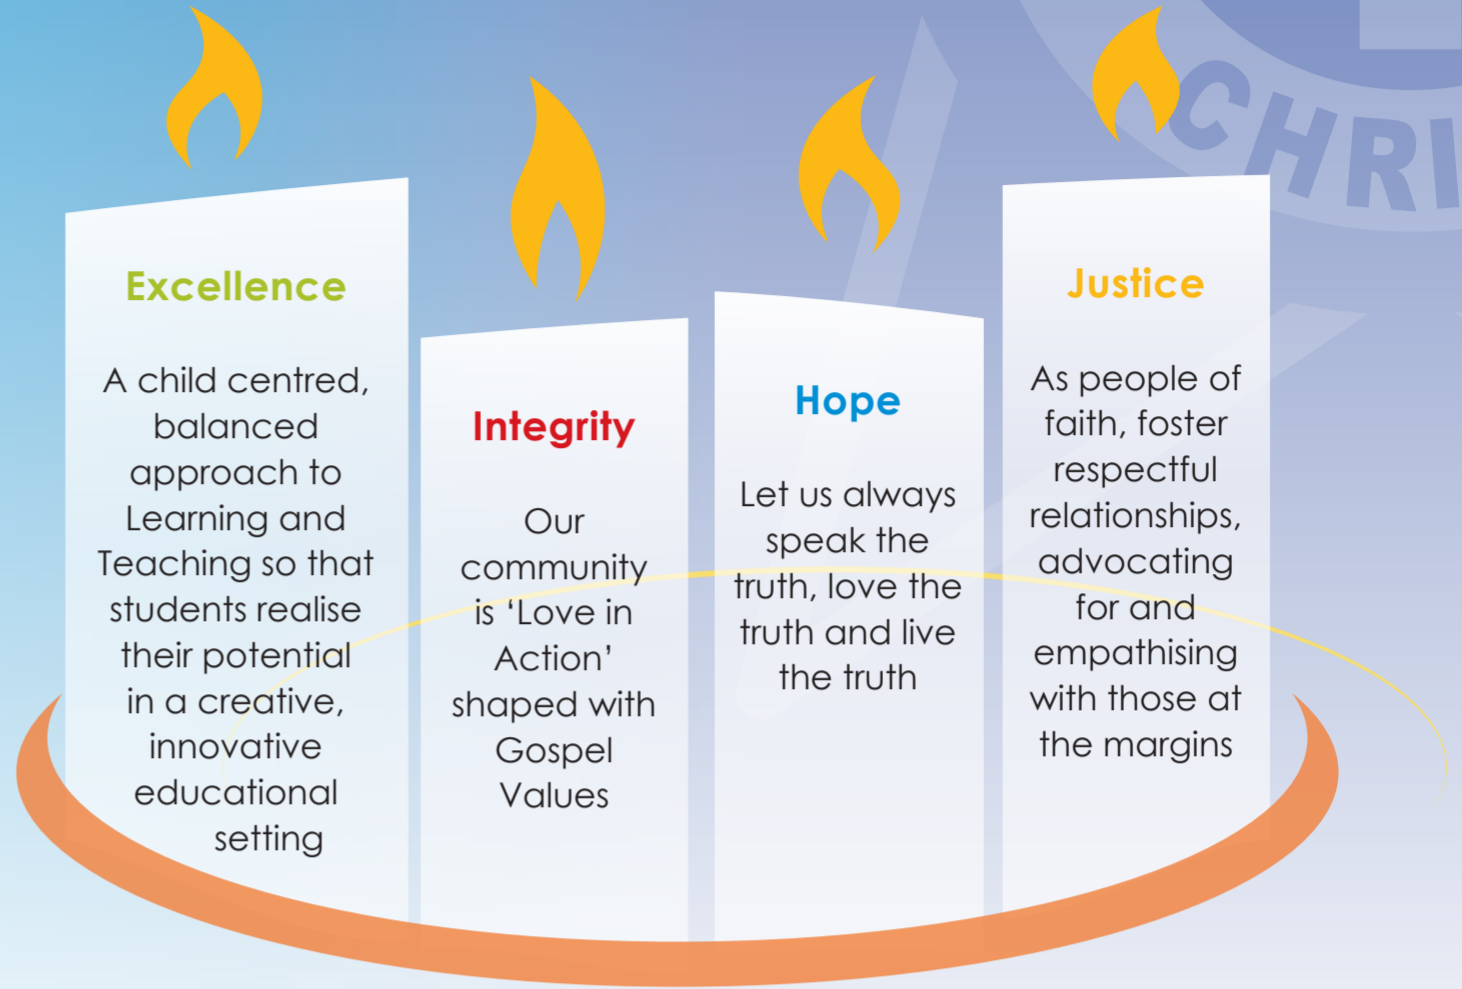 CHRI
Excellence
A child centred,
balanced
approach to
Learning and
Teaching so that
students realise
their potential
in a creative,
innovative
educational
setting
Integrity
Our
community
is ‘Love in
Action’
shaped with
Gospel
Values
Hope
Let us always
speak the
truth, love the
truth and live
the truth
Justice
As people of
faith, foster
respectful
relationships,
advocating
for and
empathising
with those at
the margins